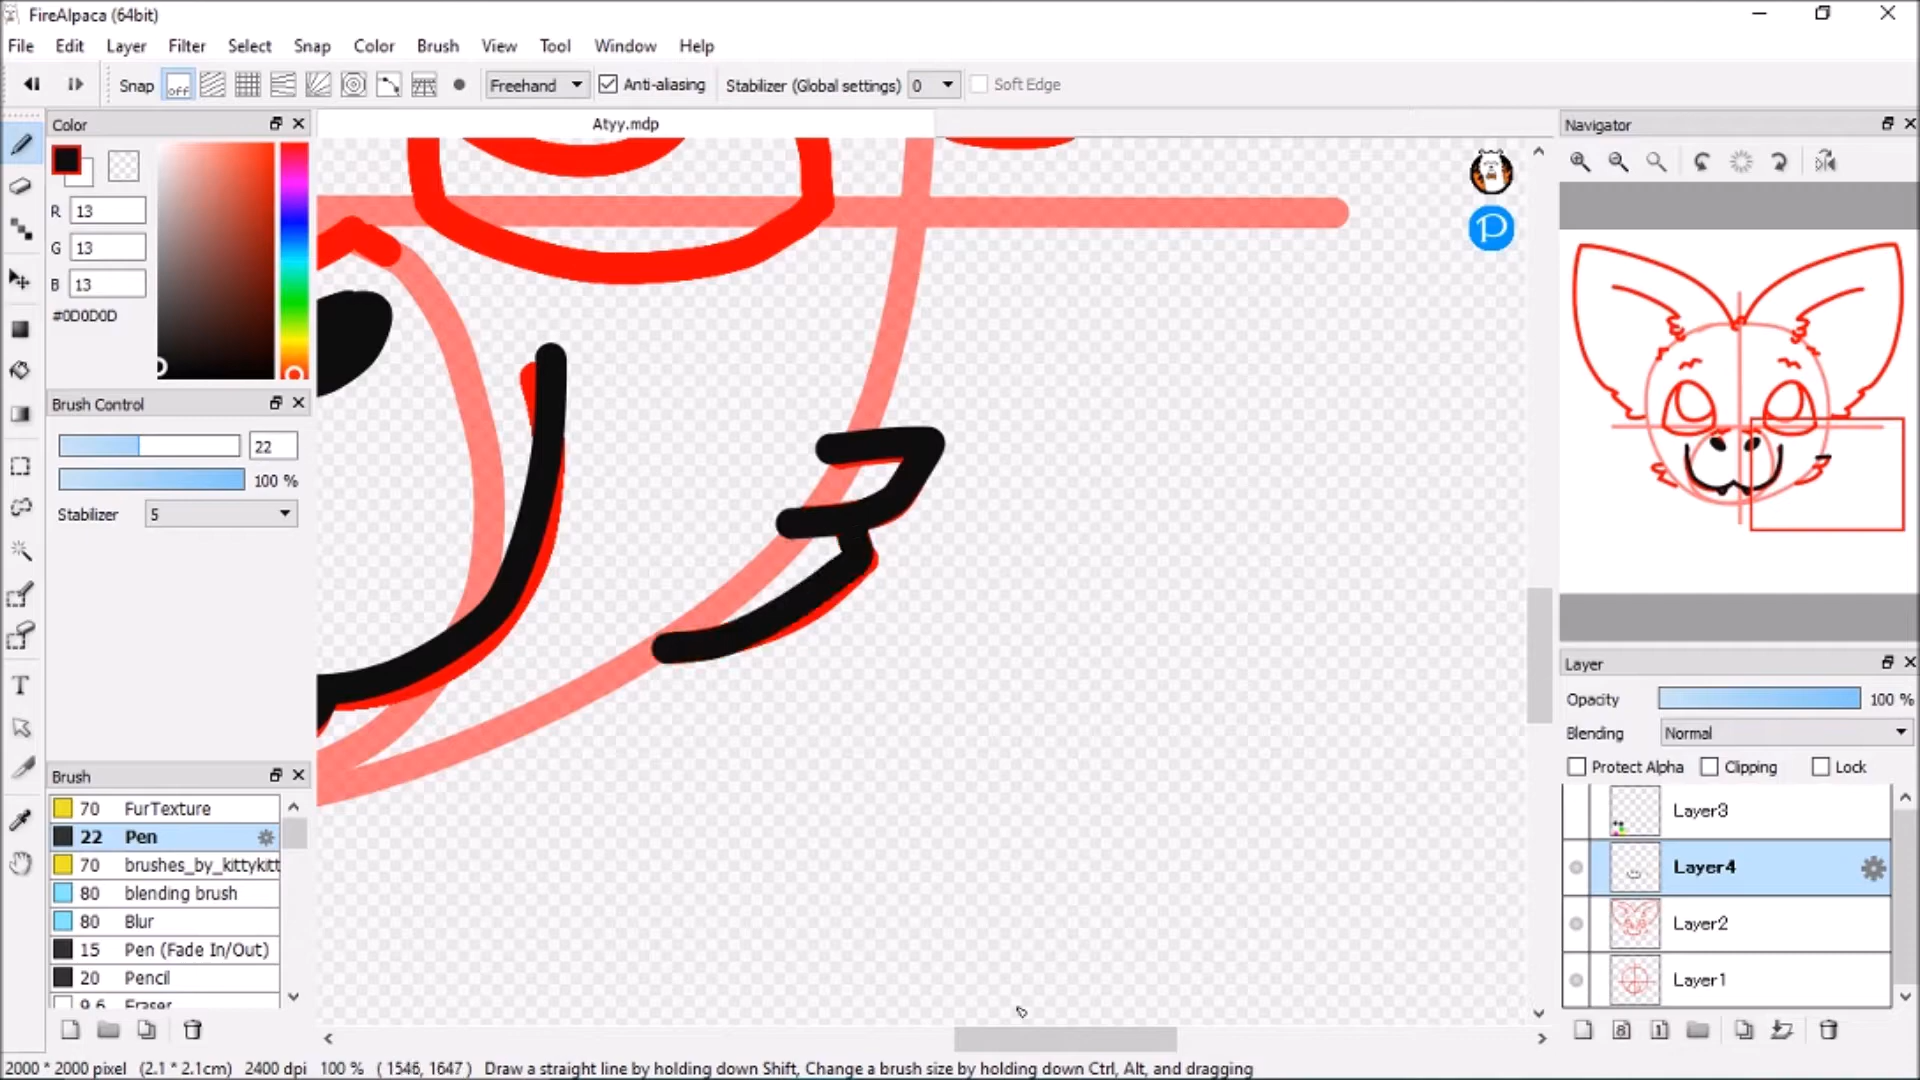 FireAlpaca (64bit)
File Edit Layer Filter Select Snap Color Brush View Tool Window Help
Snap off Freehand Anti-aliasing Stabilizer (Global settings) 0 Soft Edge
Color
Atyy.mdp
Navigator
R 13
G 13
B 13
#0D0D0D
P
Brush Control
22
100 %
Stabilizer 5
Layer
Opacity 100 %
Blending Normal
Protect Alpha Clipping Lock
Layer3
Layer4
Layer2
Layer1
Brush
70 FurTexture
22 Pen
70 brushes_by_kittykitt
80 blending brush
80 Blur
15 Pen (Fade In/Out)
20 Pencil
9.6 Eraser
T
8 1
2000 * 2000 pixel (2.1 * 2.1cm) 2400 dpi 100 % ( 1546, 1647 ) Draw a straight line by holding down Shift, Change a brush size by holding down Ctrl, Alt, and dragging